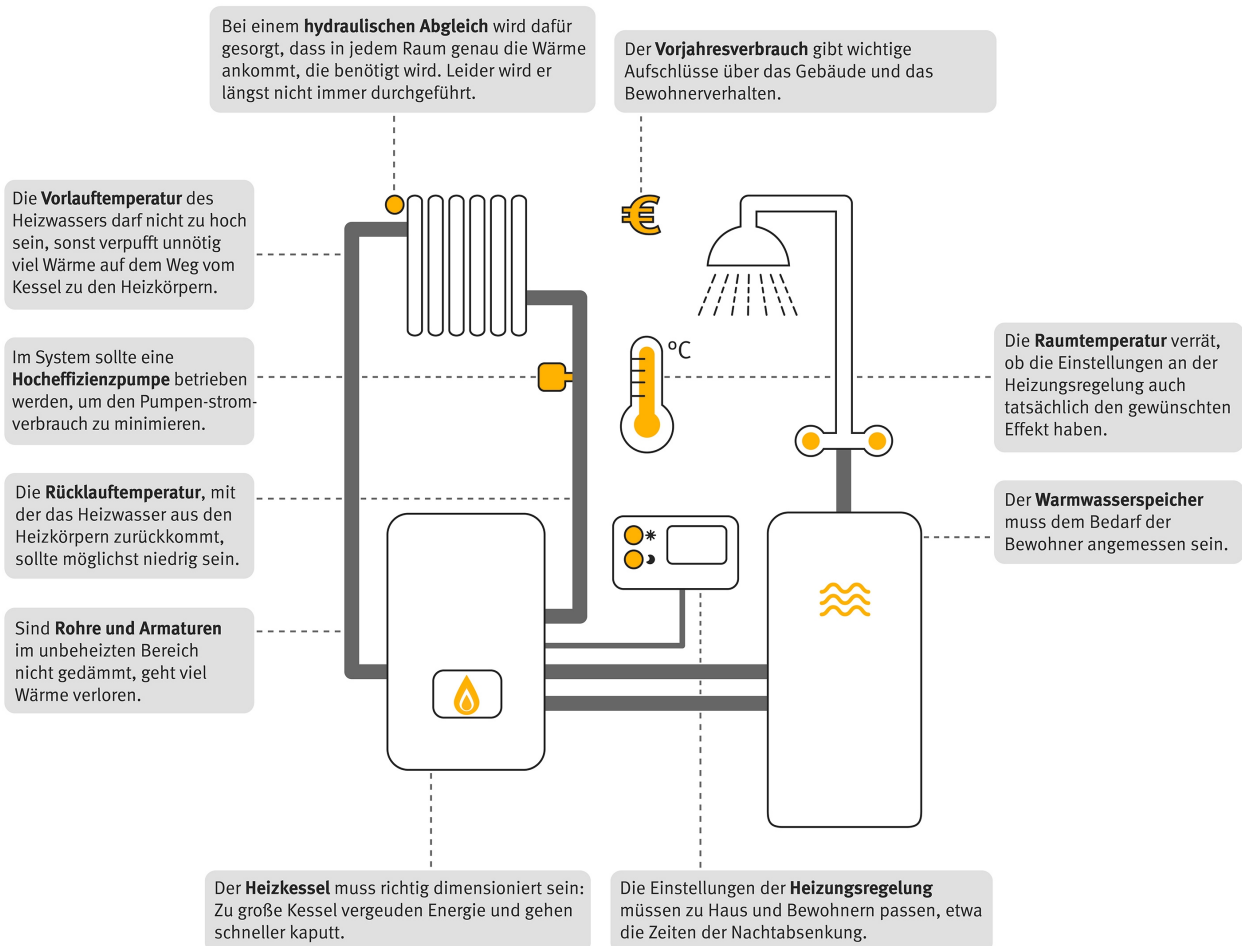 Bei einem hydraulischen Abgleich wird dafür
gesorgt, dass in jedem Raum genau die Wärme
ankommt, die benötigt wird. Leider wird er
längst nicht immer durchgeführt.
Der Vorjahresverbrauch gibt wichtige
Aufschlüsse über das Gebäude und das
Bewohnerverhalten.
Die Vorlauftemperatur des
Heizwassers darf nicht zu hoch
sein, sonst verpufft unnötig
viel Wärme auf dem Weg vom
Kessel zu den Heizkörpern.
€
°C
Im System sollte eine
Hocheffizienzpumpe betrieben
werden, um den Pumpen-strom-
verbrauch zu minimieren.
Die Raumtemperatur verrät,
ob die Einstellungen an der
Heizungsregelung auch
tatsächlich den gewünschten
Effekt haben.
Die Rücklauftemperatur, mit
der das Heizwasser aus den
Heizkörpern zurückkommt,
sollte möglichst niedrig sein.
Der Warmwasserspeicher
muss dem Bedarf der
Bewohner angemessen sein.
Sind Rohre und Armaturen
im unbeheizten Bereich
nicht gedämmt, geht viel
Wärme verloren.
Der Heizkessel muss richtig dimensioniert sein:
Zu große Kessel vergeuden Energie und gehen
schneller kaputt.
Die Einstellungen der Heizungsregelung
müssen zu Haus und Bewohnern passen, etwa
die Zeiten der Nachtabsenkung.